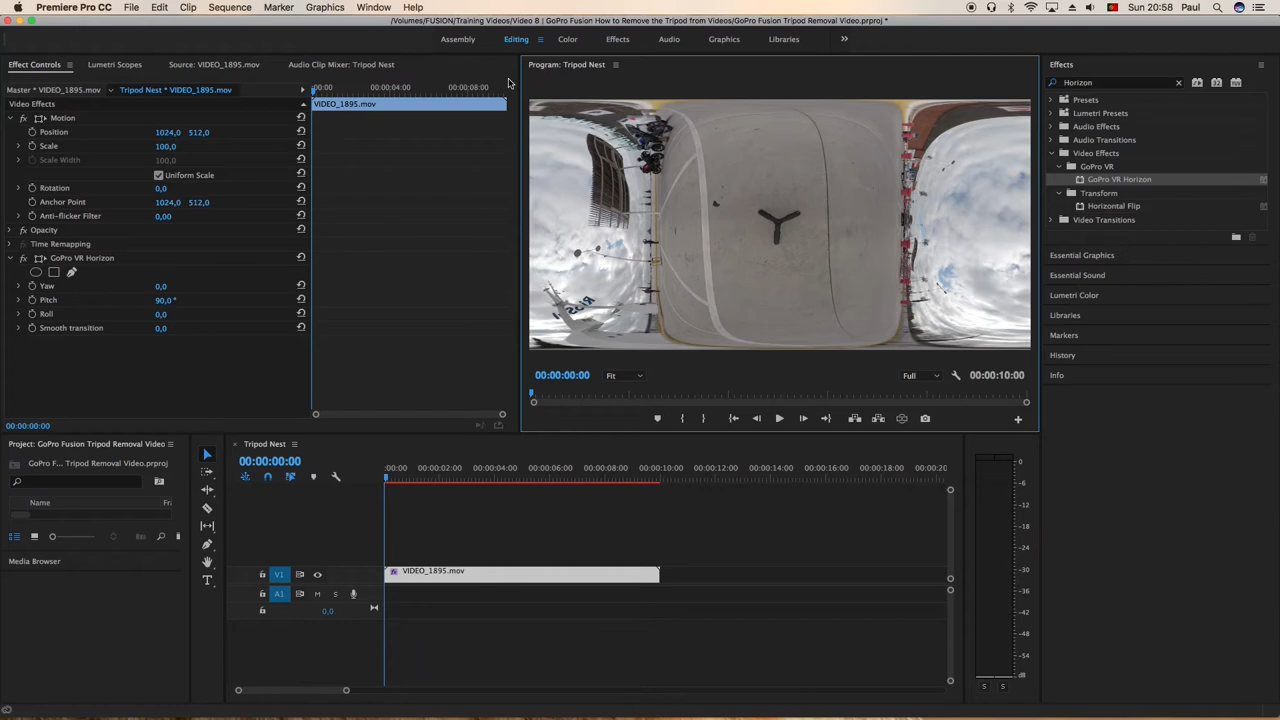 Premiere Pro CC File Edit Clip Sequence Marker Graphics Window Help
100% Sun 20:58 Paul
/Volumes/FUSION/Training Videos/Video 8 | GoPro Fusion How to Remove the Tripod from Videos/GoPro Fusion Tripod Removal Video.prproj *
Assembly Editing Color Effects Audio Graphics Libraries
Effect Controls Lumetri Scopes Source: VIDEO_1895.mov Audio Clip Mixer: Tripod Nest
Master * VIDEO_1895.mov Tripod Nest * VIDEO_1895.mov
:00:00 00:00:04:00 00:00:08:00
Video Effects VIDEO_1895.mov
fx Motion
Position 1024,0 512,0
Scale 100,0
Scale Width 100,0
Uniform Scale
Rotation 0,0
Anchor Point 1024,0 512,0
Anti-flicker Filter 0,00
Opacity
fx Time Remapping
fx GoPro VR Horizon
Yaw 0,0
Pitch 90,0 °
Roll 0,0
Smooth transition 0,0
00:00:00:00
Program: Tripod Nest
00:00:00:00 Fit Full 00:00:10:00
Effects
Horizon
Presets
Lumetri Presets
Audio Effects
Audio Transitions
Video Effects
GoPro VR
GoPro VR Horizon
Transform
Horizontal Flip
Video Transitions
Essential Graphics
Essential Sound
Lumetri Color
Libraries
Markers
History
Info
Project: GoPro Fusion Tripod Removal Video
GoPro F... Tripod Removal Video.prproj
Name
Media Browser
× Tripod Nest
00:00:00:00
:00:00 00:00:02:00 00:00:04:00 00:00:06:00 00:00:08:00 00:00:10:00 00:00:12:00 00:00:14:00 00:00:16:00 00:00:18:00 00:00:20
V1 fx VIDEO_1895.mov
A1 M S
0,0
0
-6
-12
-18
-24
-30
-36
-42
-48
-54
dB
S S